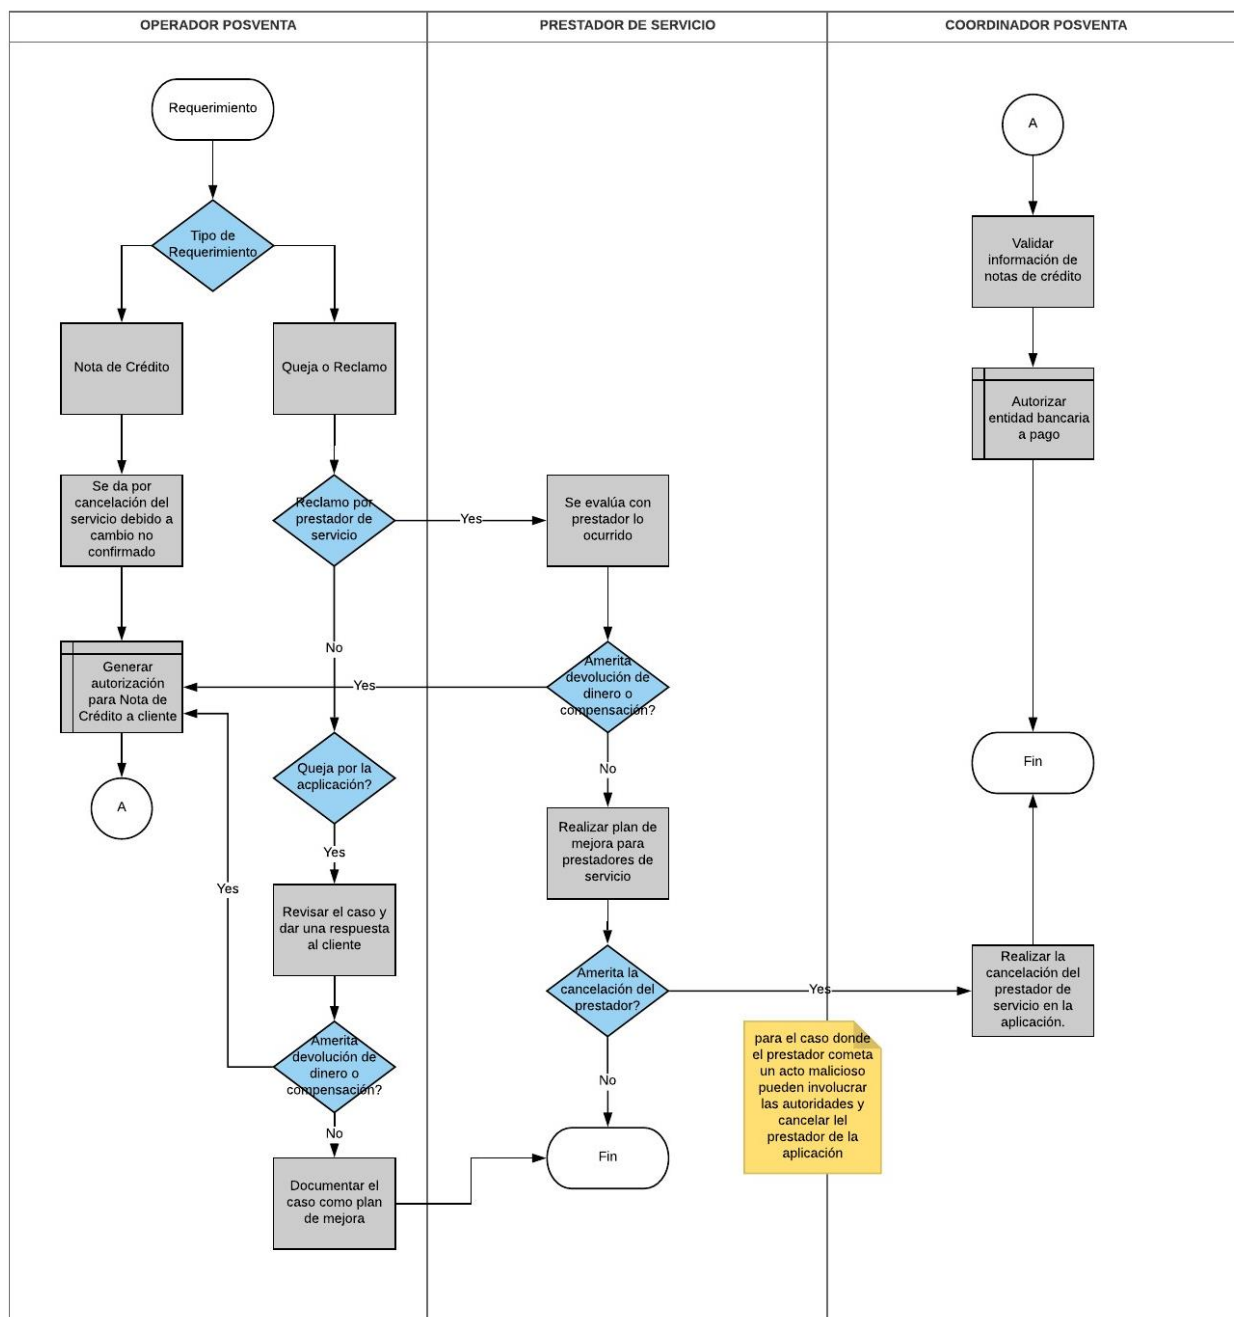 OPERADOR POSVENTA
PRESTADOR DE SERVICIO
COORDINADOR POSVENTA
Requerimiento
Tipo de
Requerimiento
Nota de Crédito
Queja o Reclamo
Se da por
cancelación del
servicio debido a
cambio no
confirmado
Reclamo por
prestador de
servicio
Yes
No
Generar
autorización
para Nota de
Crédito a cliente
Yes
A
Queja por la
acplicación?
Yes
Yes
Revisar el caso y
dar una respuesta
al cliente
Amerita
devolución de
dinero o
compensación?
No
Documentar el
caso como plan
de mejora
Se evalúa con
prestador lo
ocurrido
Amerita
devolución de
dinero o
compensación?
No
Realizar plan de
mejora para
prestadores de
servicio
Amerita la
cancelación del
prestador?
Yes
No
Fin
para el caso donde
el prestador cometa
un acto malicioso
pueden involucrar
las autoridades y
cancelar lel
prestador de la
aplicación
A
Validar
información de
notas de crédito
Autorizar
entidad bancaria
a pago
Fin
Realizar la
cancelación del
prestador de
servicio en la
aplicación.